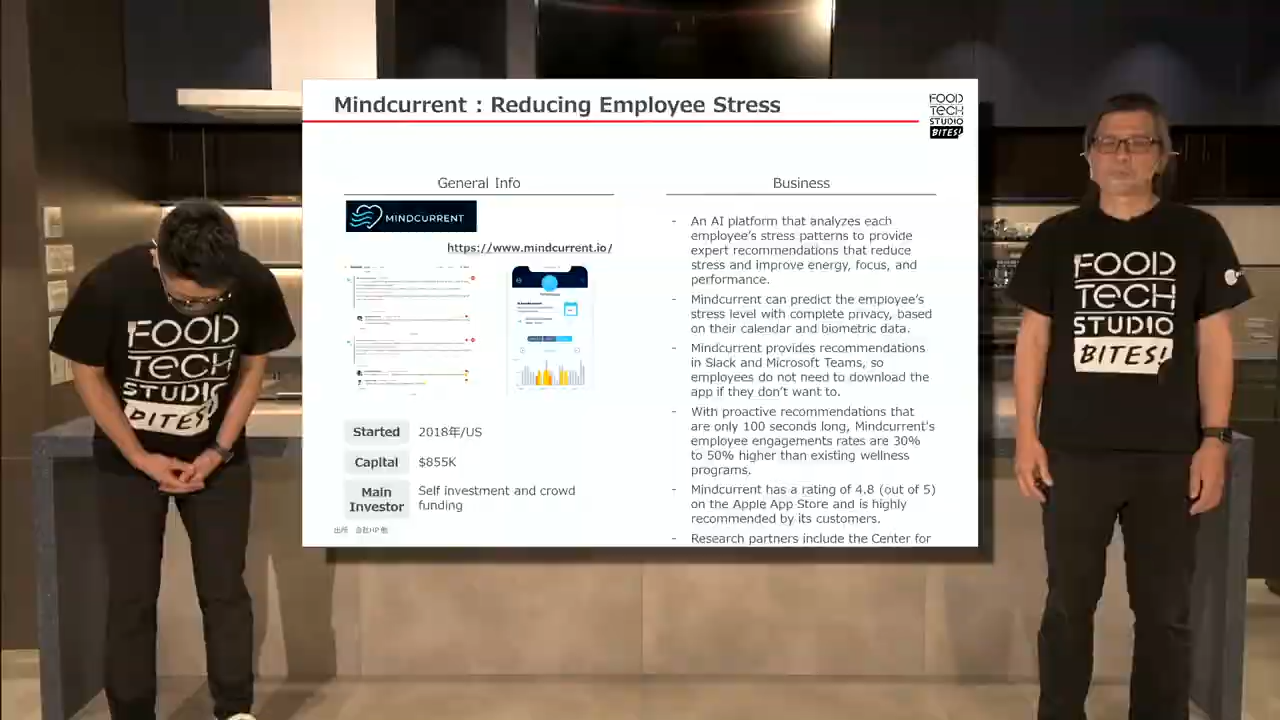 Mindcurrent : Reducing Employee Stress
FOOD
TECH
STUDIO
BITES!
General Info
MINDCURRENT
https://www.mindcurrent.io/
Started 2018年/US
Capital $855K
Main
Investor
Self investment and crowd
funding
出所 自社HP 他
Business
- An AI platform that analyzes each
employee's stress patterns to provide
expert recommendations that reduce
stress and improve energy, focus, and
performance.
- Mindcurrent can predict the employee's
stress level with complete privacy, based
on their calendar and biometric data.
- Mindcurrent provides recommendations
in Slack and Microsoft Teams, so
employees do not need to download the
app if they don't want to.
- With proactive recommendations that
are only 100 seconds long, Mindcurrent's
employee engagements rates are 30%
to 50% higher than existing wellness
programs.
- Mindcurrent has a rating of 4.8 (out of 5)
on the Apple App Store and is highly
recommended by its customers.
- Research partners include the Center for
FOOD
TECH
STUDIO
BITES!
FOOD
TECH
STUDIO
BITES!